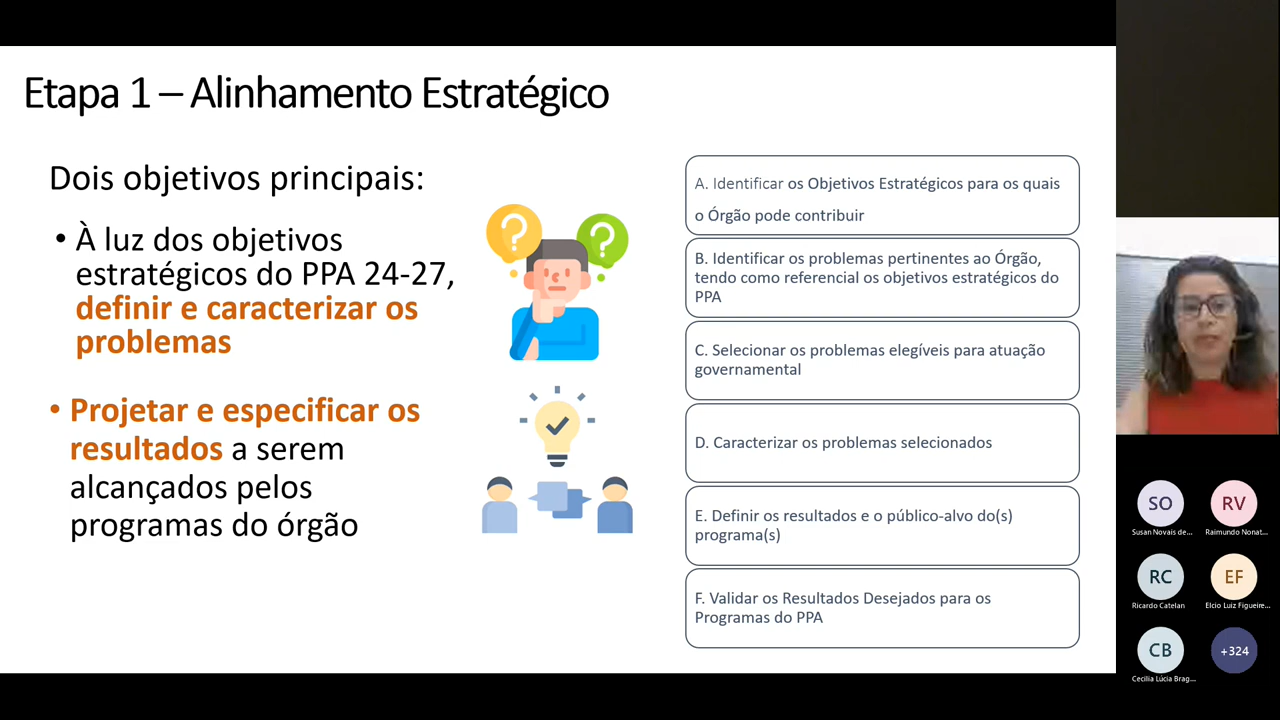 Etapa 1 – Alinhamento Estratégico
Dois objetivos principais:
• À luz dos objetivos
estratégicos do PPA 24-27,
definir e caracterizar os
problemas
• Projetar e especificar os
resultados a serem
alcançados pelos
programas do órgão
A. Identificar os Objetivos Estratégicos para os quais
o Órgão pode contribuir
B. Identificar os problemas pertinentes ao Órgão,
tendo como referencial os objetivos estratégicos do
PPA
C. Selecionar os problemas elegíveis para atuação
governamental
D. Caracterizar os problemas selecionados
E. Definir os resultados e o público-alvo do(s)
programa(s)
F. Validar os Resultados Desejados para os
Programas do PPA
SO
Susan Novais de...
RV
Raimundo Nonat...
RC
Ricardo Catelan
EF
Elcio Luiz Figueire...
CB
Cecilia Lúcia Brag...
+324